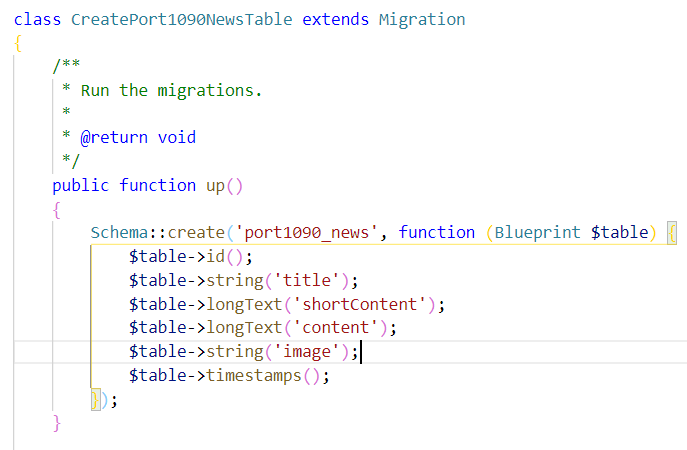 class CreatePort1090NewsTable extends Migration
{
    /**
     * Run the migrations.
     *
     * @return void
     */
    public function up()
    {
        Schema::create('port1090_news', function (Blueprint $table) {
            $table->id();
            $table->string('title');
            $table->longText('shortContent');
            $table->longText('content');
            $table->string('image');
            $table->timestamps();
        });
    }